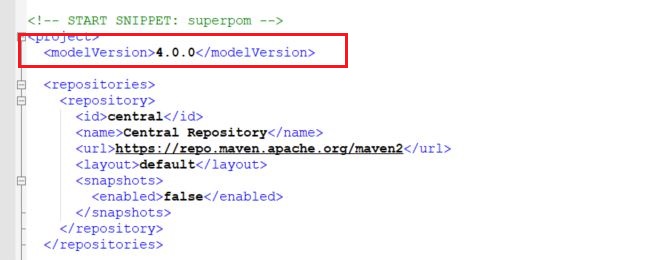 <!-- START SNIPPET: superpom -->
<project>
<modelVersion>4.0.0</modelVersion>
<repositories>
<repository>
<id>central</id>
<name>Central Repository</name>
<url>https://repo.maven.apache.org/maven2</url>
<layout>default</layout>
<snapshots>
<enabled>false</enabled>
</snapshots>
</repository>
</repositories>